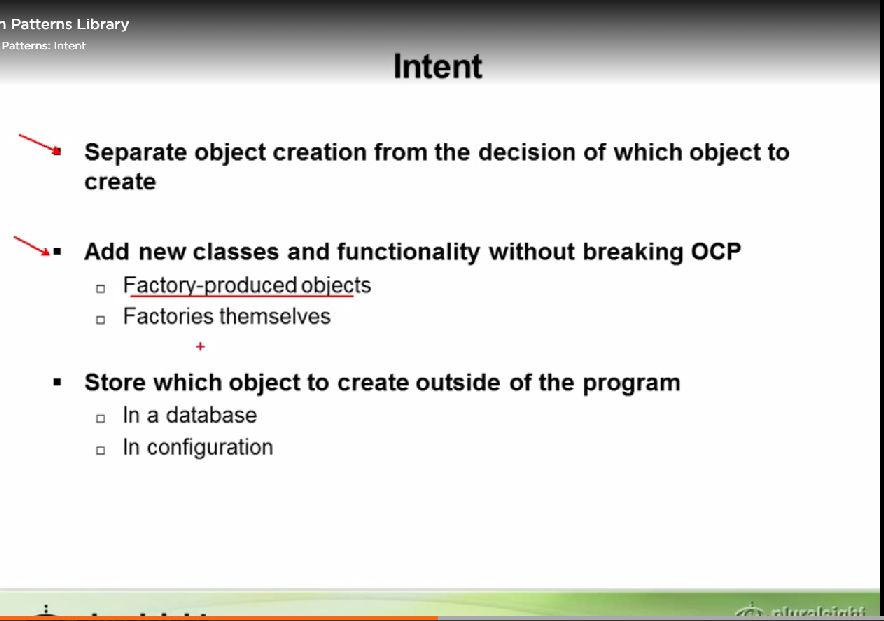 n Patterns Library
Patterns: Intent
Intent
Separate object creation from the decision of which object to
create
Add new classes and functionality without breaking OCP
Factory-produced objects
Factories themselves
Store which object to create outside of the program
In a database
In configuration
pluralsight